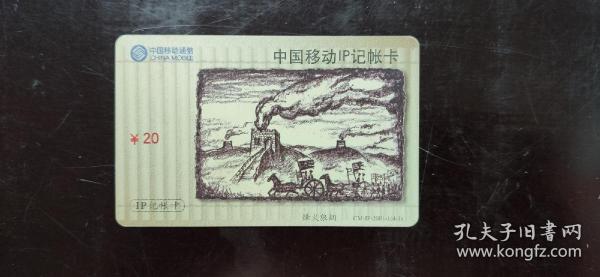 中国移动通信
CHINA MOBILE
中国移动IP记帐卡
¥20
IP记帐卡
烽火狼烟
孔夫子旧书网
www.kongfz.com